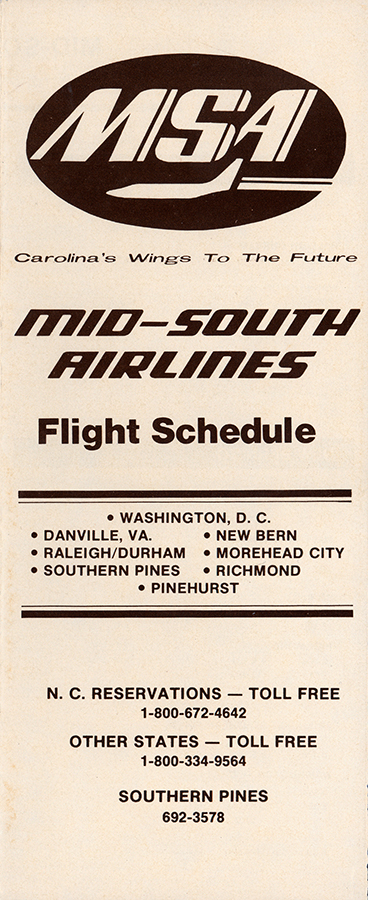 MSA
Carolina's Wings To The Future
MID-SOUTH
AIRLINES
Flight Schedule
• WASHINGTON, D. C.
• DANVILLE, VA. • NEW BERN
• RALEIGH/DURHAM • MOREHEAD CITY
• SOUTHERN PINES • RICHMOND
• PINEHURST
N. C. RESERVATIONS — TOLL FREE
1-800-672-4642
OTHER STATES — TOLL FREE
1-800-334-9564
SOUTHERN PINES
692-3578